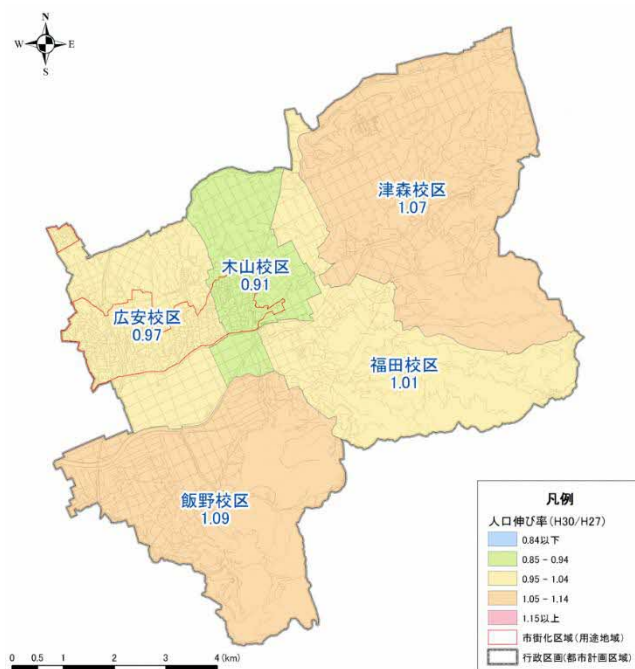 N
W E
S
津森校区
1.07
木山校区
0.91
広安校区
0.97
福田校区
1.01
飯野校区
1.09
凡例
人口伸び率(H30/H27)
0.84以下
0.85 - 0.94
0.95 - 1.04
1.05 - 1.14
1.15以上
市街化区域(用途地域)
行政区画(都市計画区域)
0 0.5 1 2 3 4 (km)